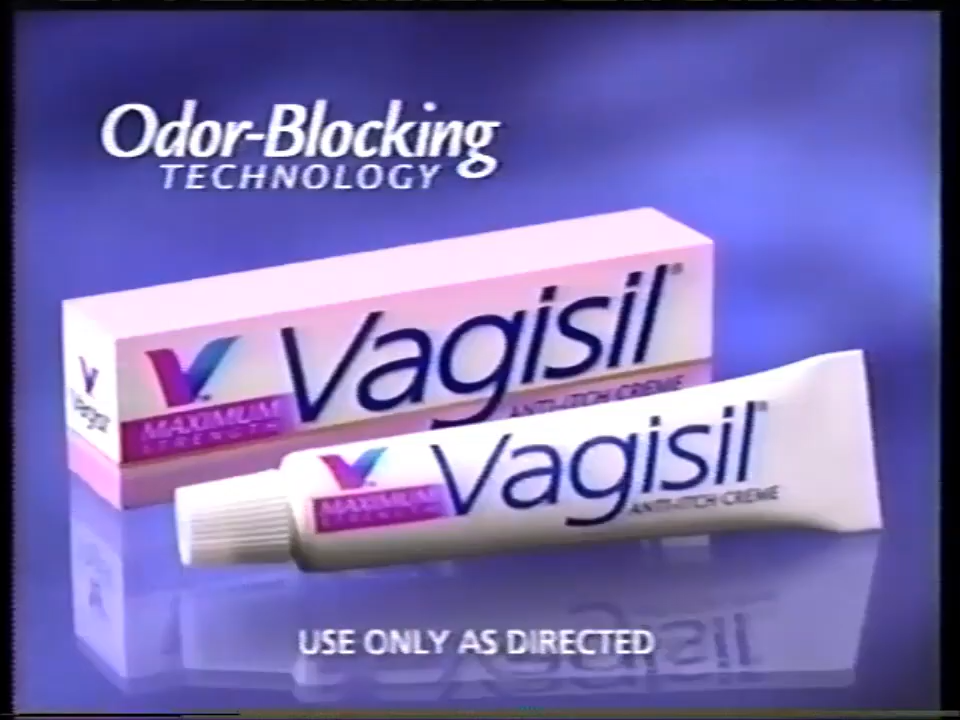 Odor-Blocking
TECHNOLOGY
Vagisil®
MAXIMUM
STRENGTH
ANTI-ITCH CREME
Vagisil
Vagisil®
MAXIMUM
STRENGTH
ANTI-ITCH CREME
USE ONLY AS DIRECTED